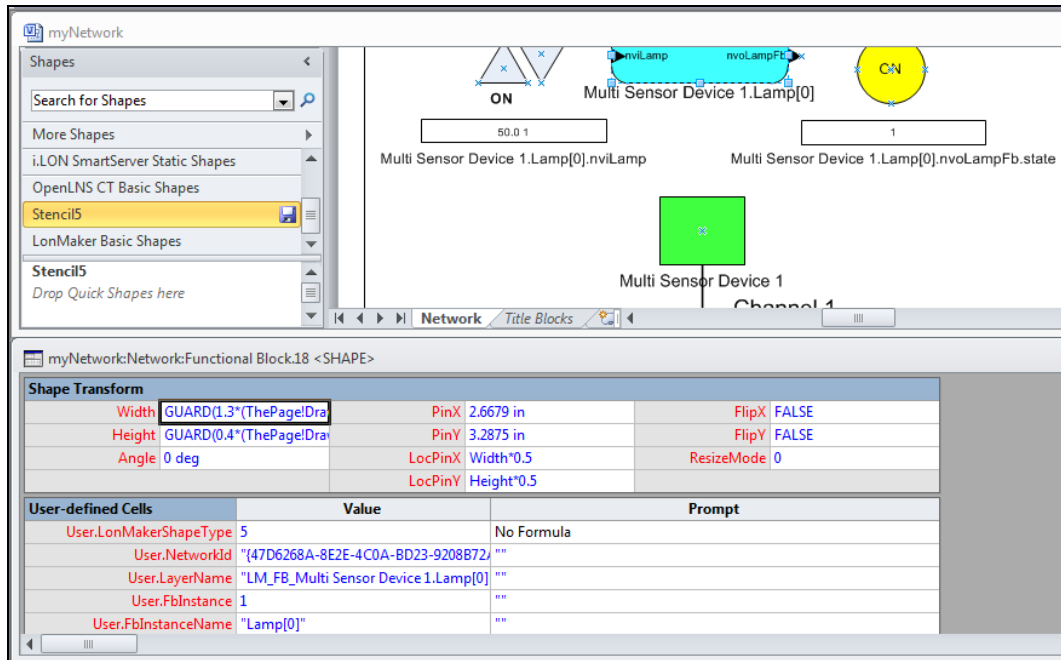 myNetwork
Shapes
Search for Shapes
More Shapes
i.LON SmartServer Static Shapes
OpenLNS CT Basic Shapes
Stencil5
LonMaker Basic Shapes
Stencil5
Drop Quick Shapes here
nviLamp nvoLampFb
ON
Multi Sensor Device 1.Lamp[0]
ON
50.0 1
1
Multi Sensor Device 1.Lamp[0].nviLamp
Multi Sensor Device 1.Lamp[0].nvoLampFb.state
Multi Sensor Device 1
Channel 1
Network Title Blocks
myNetwork:Network:Functional Block.18 <SHAPE>
Shape Transform
Width GUARD(1.3*(ThePage!Dra PinX 2.6679 in FlipX FALSE
Height GUARD(0.4*(ThePage!Dra PinY 3.2875 in FlipY FALSE
Angle 0 deg LocPinX Width*0.5 ResizeMode 0
LocPinY Height*0.5
User-defined Cells Value Prompt
User.LonMakerShapeType 5 No Formula
User.NetworkId "{47D6268A-8E2E-4C0A-BD23-9208B72 ""
User.LayerName "LM_FB_Multi Sensor Device 1.Lamp[0] ""
User.FbInstance 1 ""
User.FbInstanceName "Lamp[0]" ""